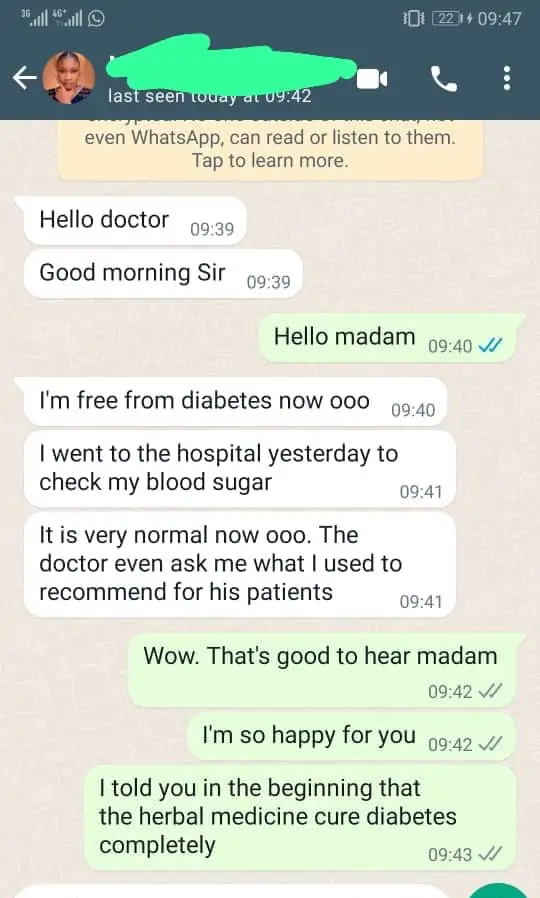 3G 4G+ 22 09:47
last seen today at 09:42
even WhatsApp, can read or listen to them.
Tap to learn more.
Hello doctor 09:39
Good morning Sir 09:39
Hello madam 09:40
I'm free from diabetes now ooo 09:40
I went to the hospital yesterday to
check my blood sugar
09:41
It is very normal now ooo. The
doctor even ask me what I used to
recommend for his patients
09:41
Wow. That's good to hear madam
09:42
I'm so happy for you 09:42
I told you in the beginning that
the herbal medicine cure diabetes
completely
09:43